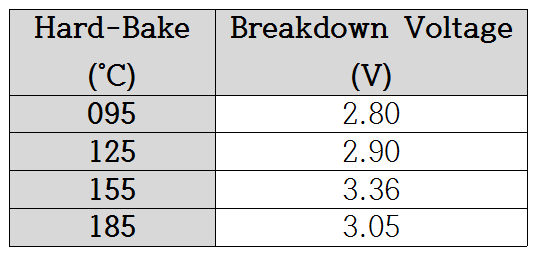 Hard-Bake Breakdown Voltage
(℃) (V)
095 2.80
125 2.90
155 3.36
185 3.05